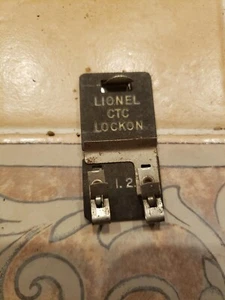 LIONEL
CTC
LOCKON
1. 2.